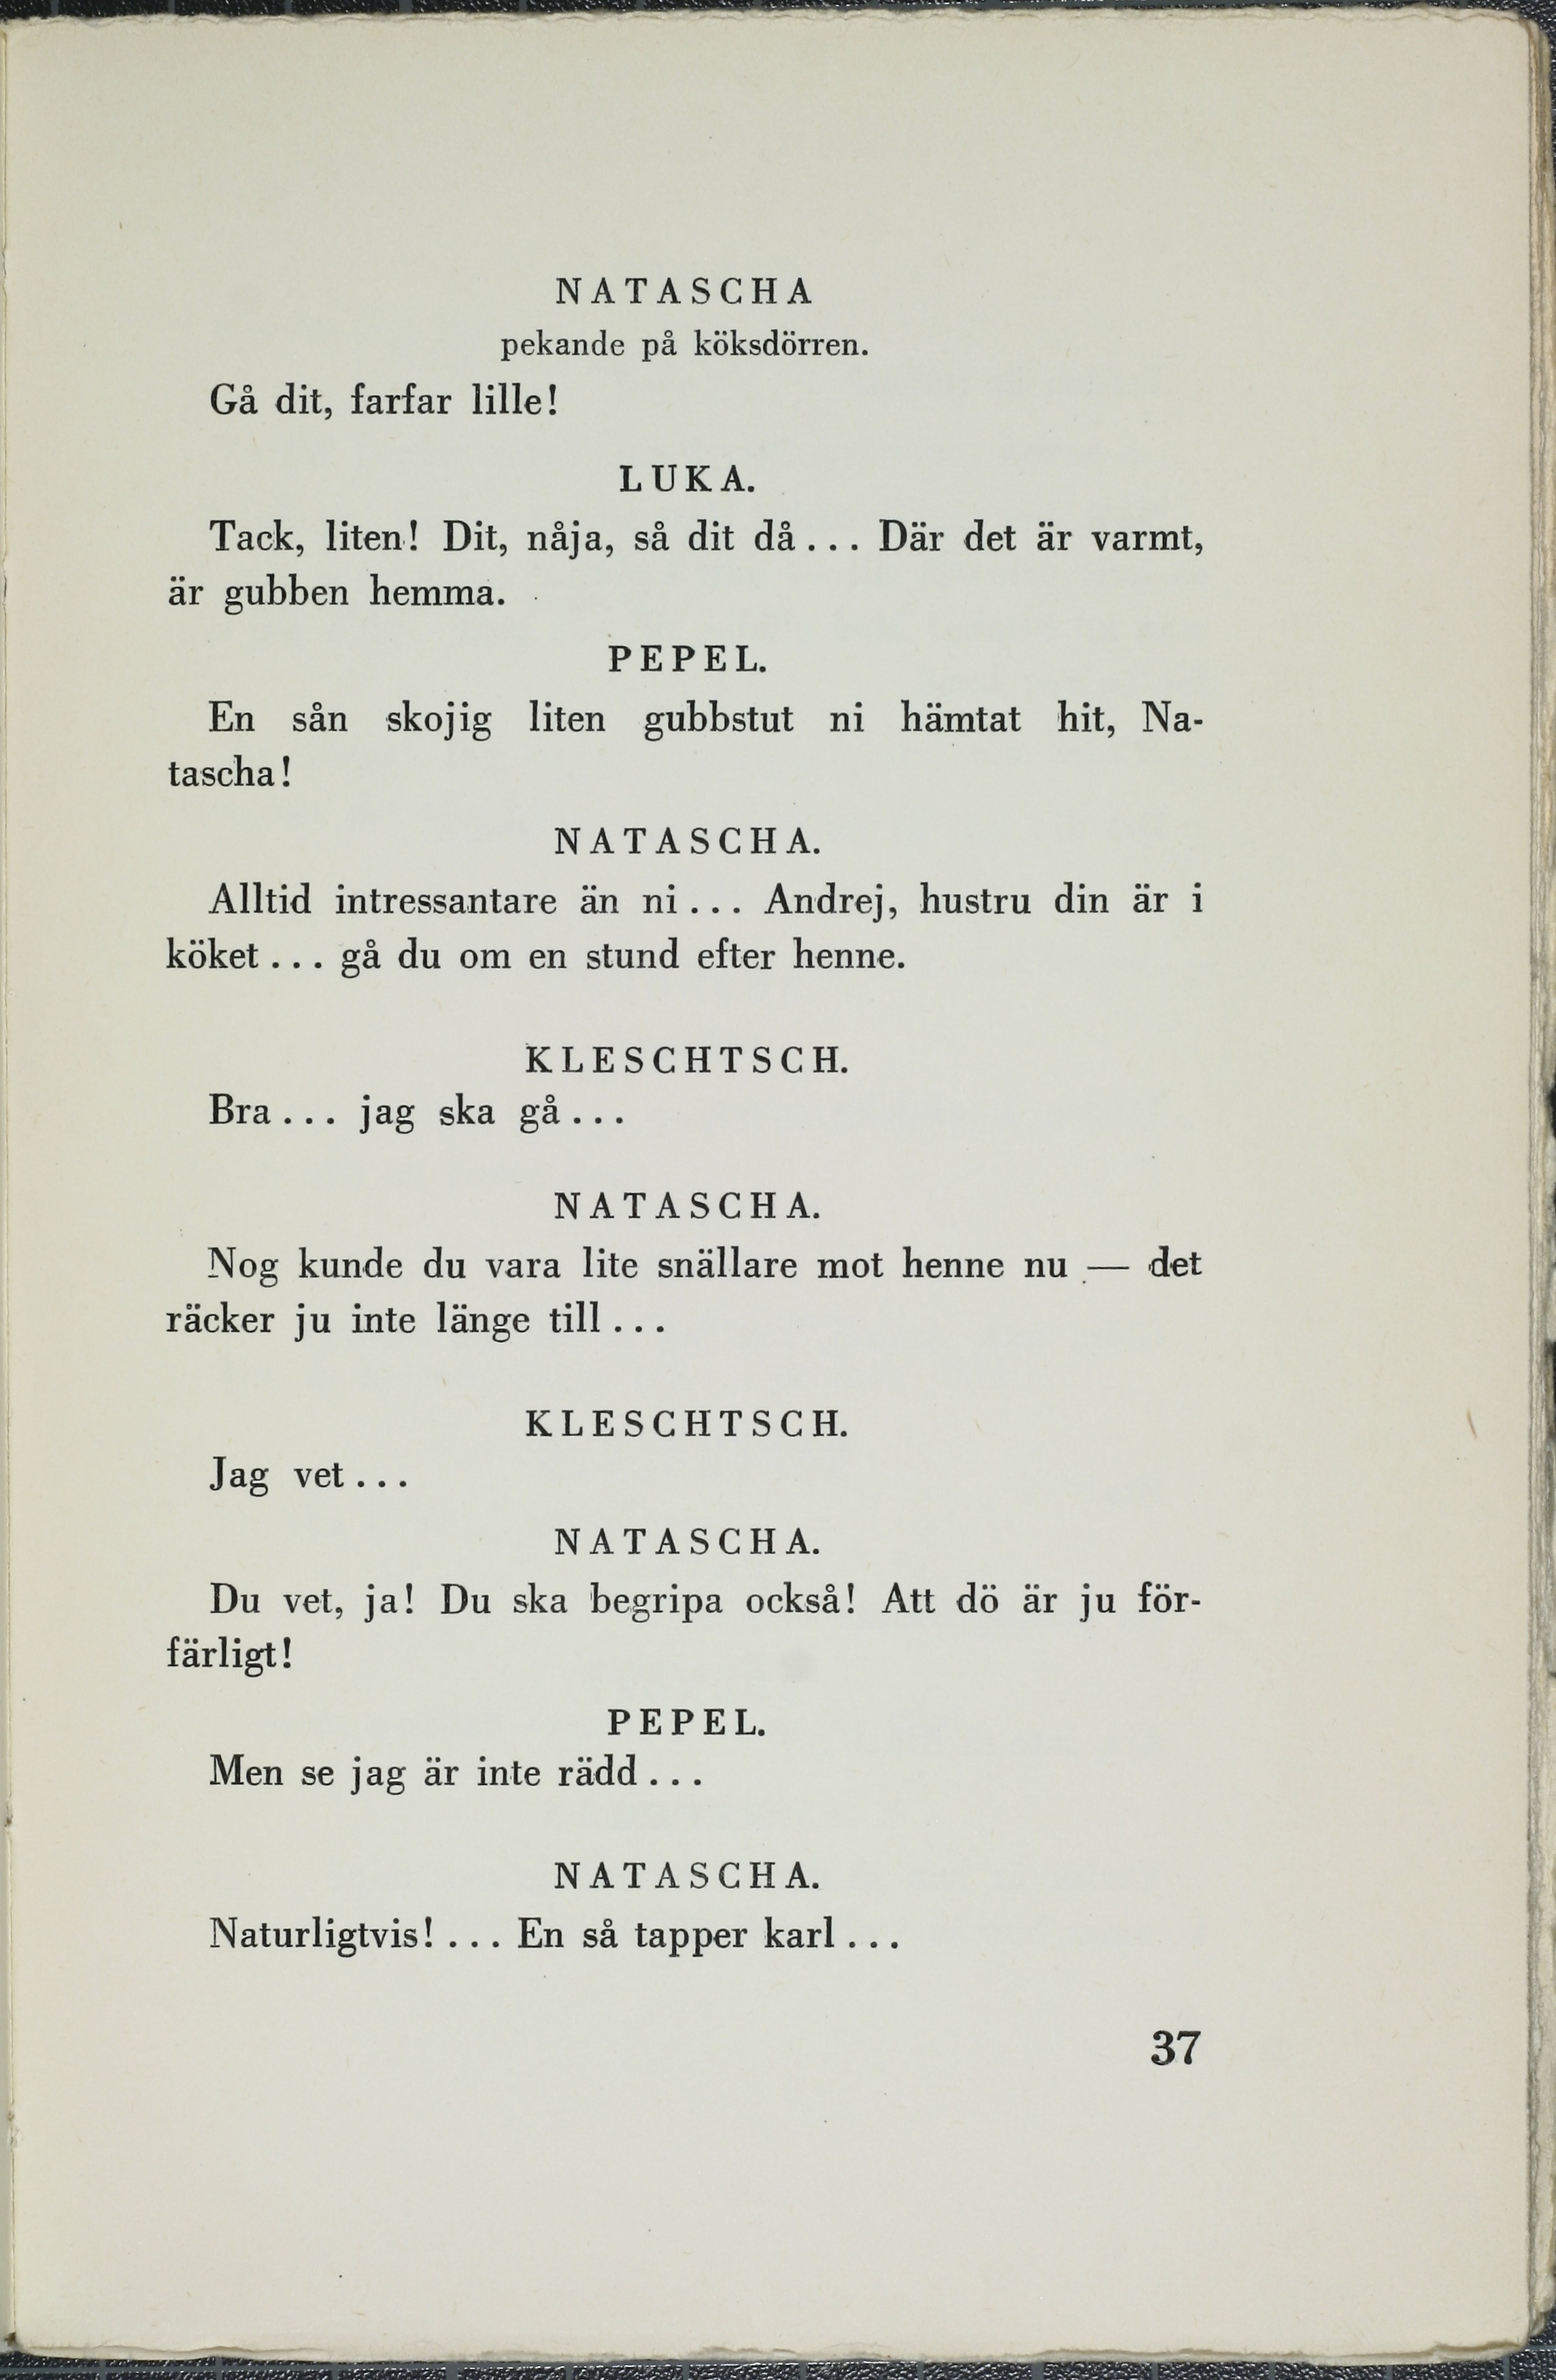 NATASCHA
pekande på köksdörren.
Gå dit, farfar lille!
LUKA.
Tack, liten! Dit, nåja, så dit då... Där det är varmt,
är gubben hemma.
PEPEL.
En sån skojig liten gubbstut ni hämtat hit, Na-
tascha!
NATASCHA.
Alltid intressantare än ni... Andrej, hustru din är i
köket... gå du om en stund efter henne.
KLESCHTSCH.
Bra... jag ska gå...
NATASCHA.
Nog kunde du vara lite snällare mot henne nu — det
räcker ju inte länge till...
KLESCHTSCH.
Jag vet...
NATASCHA.
Du vet, ja! Du ska begripa också! Att dö är ju för-
färligt!
PEPEL.
Men se jag är inte rädd...
NATASCHA.
Naturligtvis!... En så tapper karl...
37